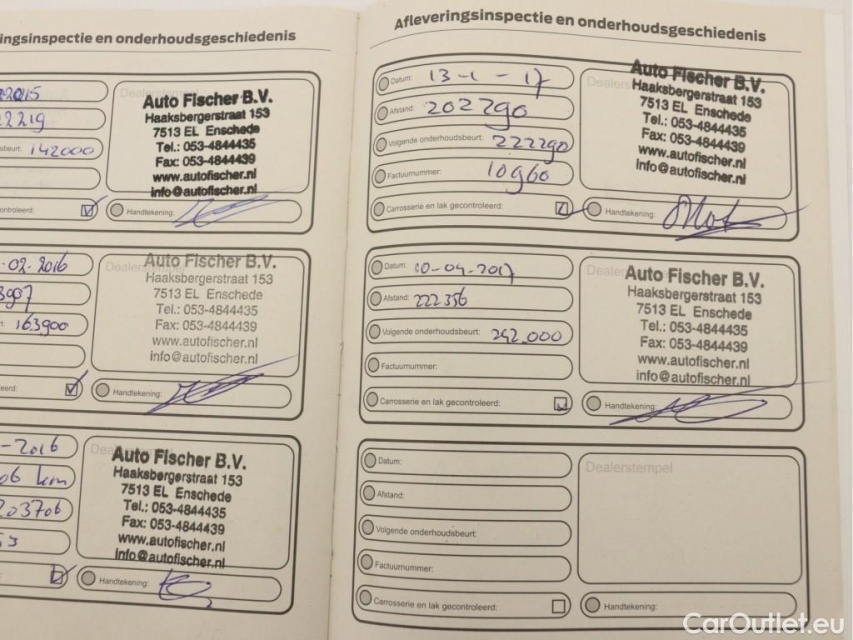 ingsinspectie en onderhoudsgeschiedenis
2015
22219
beurt: 142000
ontroleerd:
Dealerstempel
Auto Fischer B.V.
Haaksbergerstraat 153
7513 EL Enschede
Tel.: 053-4844435
Fax: 053-4844439
www.autofischer.nl
info@autofischer.nl
Handtekening:
-02-2016
3907
163900
eerd:
Dealerstempel
Auto Fischer B.V.
Haaksbergerstraat 153
7513 EL Enschede
Tel.: 053-4844435
Fax: 053-4844439
www.autofischer.nl
info@autofischer.nl
Handtekening:
-2016
06 km
203706
Auto Fischer B.V.
Haaksbergerstraat 153
7513 EL Enschede
Tel.: 053-4844435
Fax: 053-4844439
www.autofischer.nl
info@autofischer.nl
Handtekening:
Afleveringsinspectie en onderhoudsgeschiedenis
Datum: 13-1-17
Afstand: 202290
Volgende onderhoudsbeurt: 222290
Factuurnummer: 10960
Carrosserie en lak gecontroleerd:
Auto Fischer B.V.
Haaksbergerstraat 153
7513 EL Enschede
Tel.: 053-4844435
Fax: 053-4844439
www.autofischer.nl
info@autofischer.nl
Handtekening:
Datum: 10-04-2017
Afstand: 222356
Volgende onderhoudsbeurt: 242.000
Factuurnummer:
Carrosserie en lak gecontroleerd:
Auto Fischer B.V.
Haaksbergerstraat 153
7513 EL Enschede
Tel.: 053-4844435
Fax: 053-4844439
www.autofischer.nl
info@autofischer.nl
Handtekening:
Datum:
Afstand:
Volgende onderhoudsbeurt:
Factuurnummer:
Carrosserie en lak gecontroleerd:
Dealerstempel
Handtekening:
CarOutlet.eu